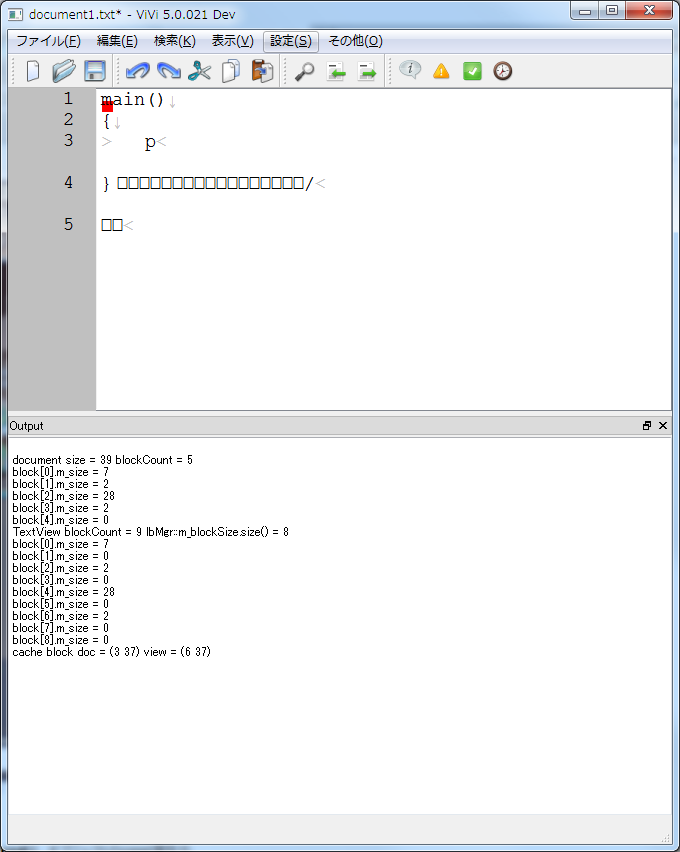 document1.txt* - ViVi 5.0.021 Dev
ファイル(F) 編集(E) 検索(K) 表示(V) 設定(S) その他(O)
1 main()↓
2 {↓
3 > p<
4 }□□□□□□□□□□□□□□□□□/<
5 □□<
Output
document size = 39 blockCount = 5
block[0].m_size = 7
block[1].m_size = 2
block[2].m_size = 28
block[3].m_size = 2
block[4].m_size = 0
TextView blockCount = 9 lbMgr::m_blockSize.size() = 8
block[0].m_size = 7
block[1].m_size = 0
block[2].m_size = 2
block[3].m_size = 0
block[4].m_size = 28
block[5].m_size = 0
block[6].m_size = 2
block[7].m_size = 0
block[8].m_size = 0
cache block doc = (3 37) view = (6 37)